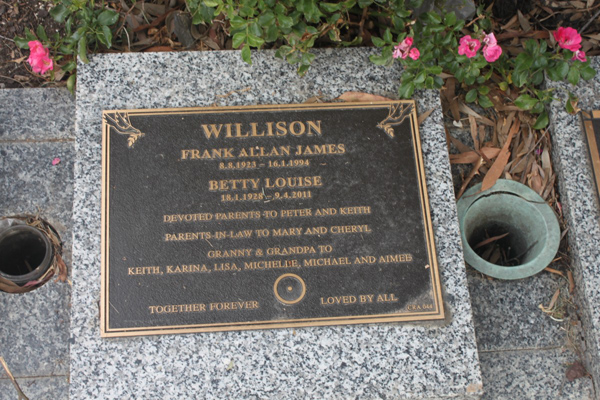 WILLISON
FRANK ALLAN JAMES
8.8.1923 – 16.1.1994
BETTY LOUISE
18.1.1928 – 9.4.2011
DEVOTED PARENTS TO PETER AND KEITH
PARENTS-IN-LAW TO MARY AND CHERYL
GRANNY & GRANDPA TO
KEITH, KARINA, LISA, MICHELLE, MICHAEL AND AIMEE
TOGETHER FOREVER LOVED BY ALL